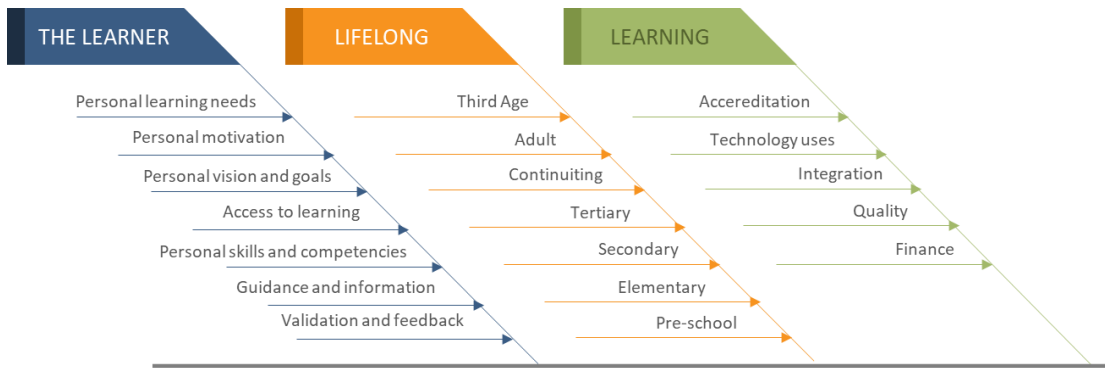 THE LEARNER
Personal learning needs
Personal motivation
Personal vision and goals
Access to learning
Personal skills and competencies
Guidance and information
Validation and feedback
LIFELONG
Third Age
Adult
Continuiting
Tertiary
Secondary
Elementary
Pre-school
LEARNING
Accereditation
Technology uses
Integration
Quality
Finance